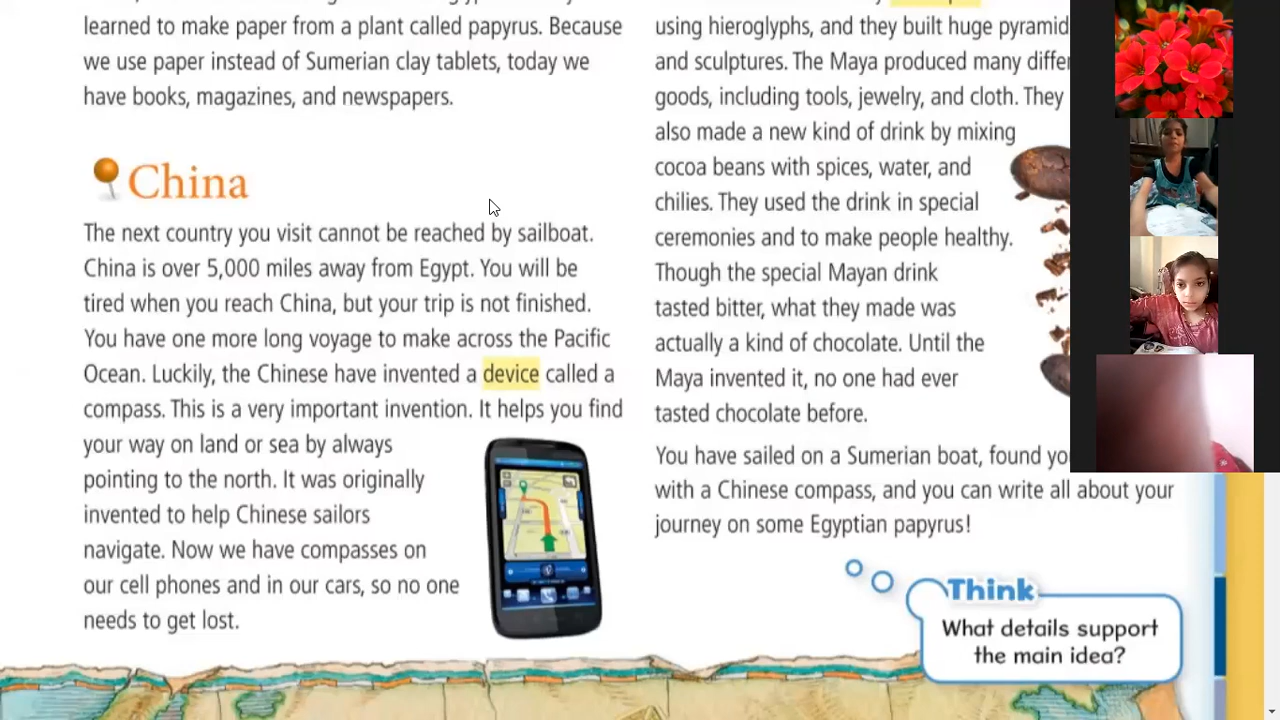 learned to make paper from a plant called papyrus. Because
we use paper instead of Sumerian clay tablets, today we
have books, magazines, and newspapers.
China
The next country you visit cannot be reached by sailboat.
China is over 5,000 miles away from Egypt. You will be
tired when you reach China, but your trip is not finished.
You have one more long voyage to make across the Pacific
Ocean. Luckily, the Chinese have invented a device called a
compass. This is a very important invention. It helps you find
your way on land or sea by always
pointing to the north. It was originally
invented to help Chinese sailors
navigate. Now we have compasses on
our cell phones and in our cars, so no one
needs to get lost.
using hieroglyphs, and they built huge pyramid
and sculptures. The Maya produced many differ
goods, including tools, jewelry, and cloth. They
also made a new kind of drink by mixing
cocoa beans with spices, water, and
chilies. They used the drink in special
ceremonies and to make people healthy.
Though the special Mayan drink
tasted bitter, what they made was
actually a kind of chocolate. Until the
Maya invented it, no one had ever
tasted chocolate before.
You have sailed on a Sumerian boat, found yo
with a Chinese compass, and you can write all about your
journey on some Egyptian papyrus!
Think
What details support
the main idea?